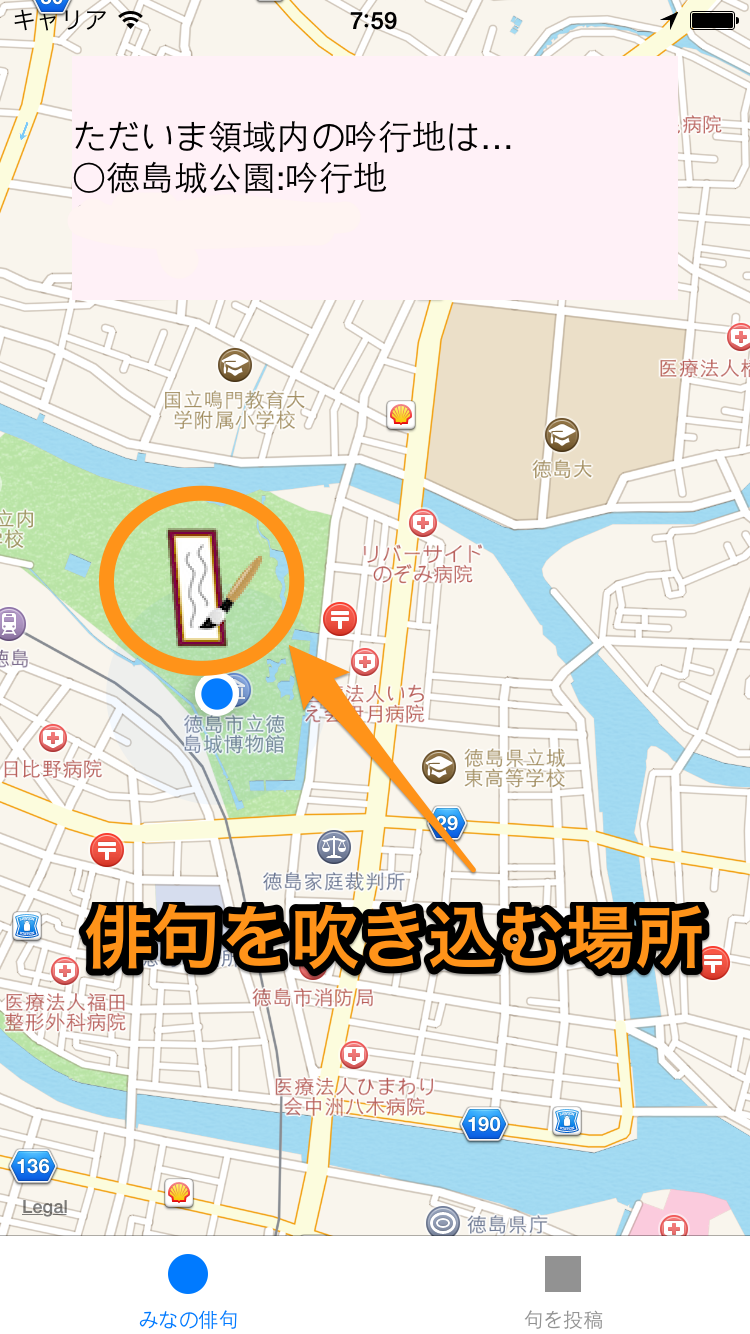 キャリア
7:59
ただいま領域内の吟行地は...
〇徳島城公園:吟行地
病院
医療法人
国立鳴門教育大
学附属小学校
徳島大
立内
学校
リバーサイド
のぞみ病院
徳島
法人いち
え会
月病院
徳島市立徳
島城博物館
日比野病院
徳島県立城
東高等学校
29
徳島家庭裁判所
俳句を吹き込む場所
徳島市消防局
医療法人福田
整形外科病院
医療法人ひまわり
会中洲八木病院
190
136
Legal
徳島県庁
みなの俳句
句を投稿